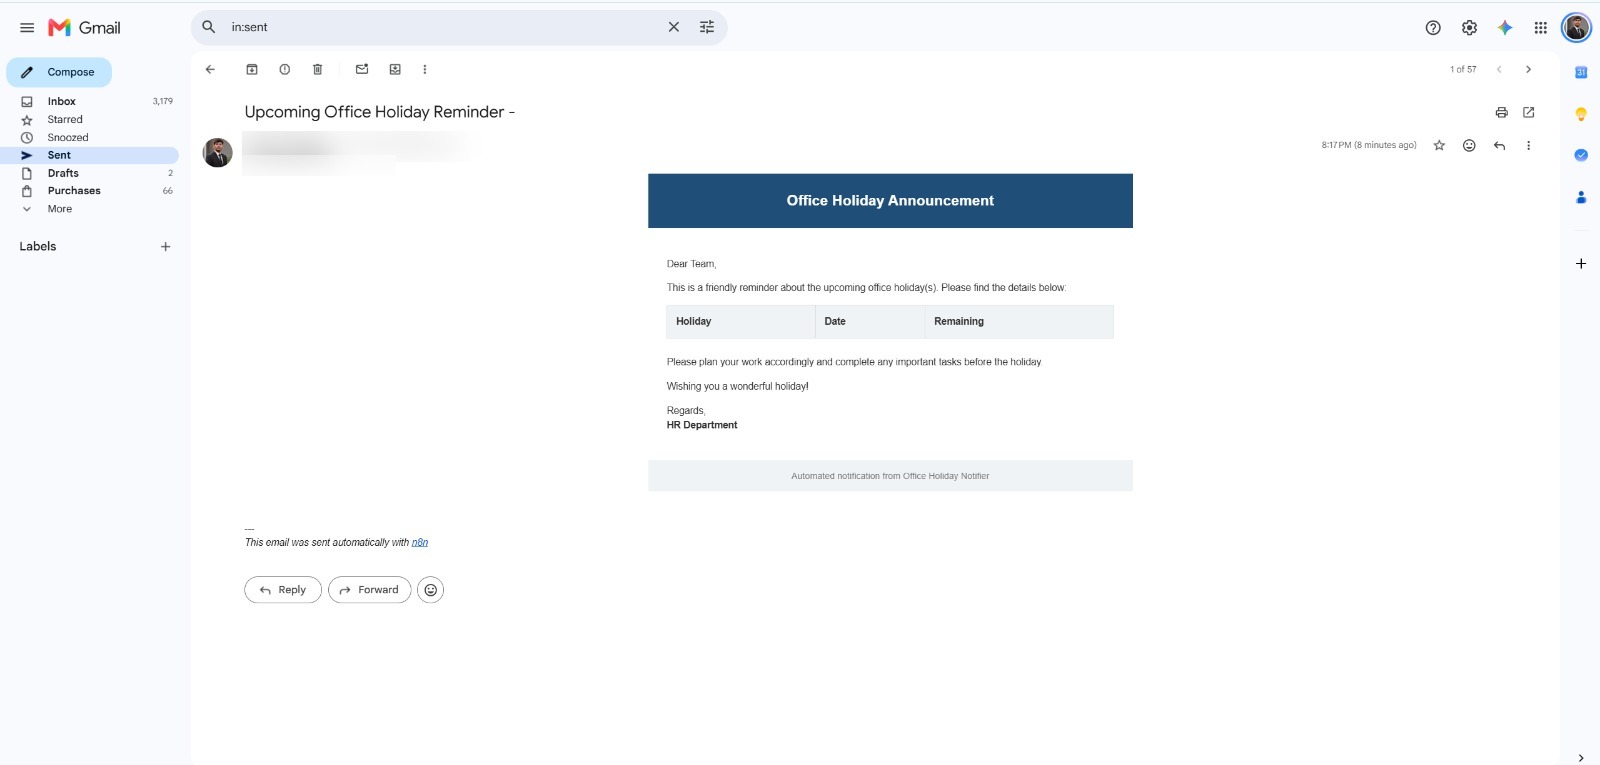 Gmail
in:sent
Compose
Inbox 3,179
Starred
Snoozed
Sent
Drafts 2
Purchases 66
More
Labels
1 of 57
Upcoming Office Holiday Reminder -
8:17 PM (8 minutes ago)
Office Holiday Announcement
Dear Team,
This is a friendly reminder about the upcoming office holiday(s). Please find the details below:
Holiday Date Remaining
Please plan your work accordingly and complete any important tasks before the holiday.
Wishing you a wonderful holiday!
Regards,
HR Department
Automated notification from Office Holiday Notifier
---
This email was sent automatically with n8n
Reply Forward
31